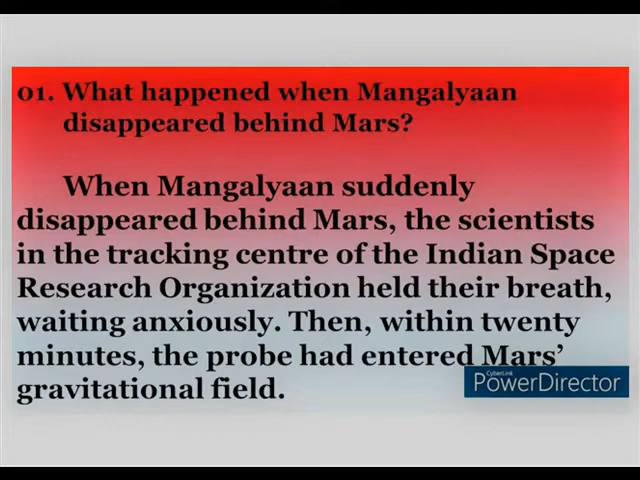 01. What happened when Mangalyaan
disappeared behind Mars?
When Mangalyaan suddenly
disappeared behind Mars, the scientists
in the tracking centre of the Indian Space
Research Organization held their breath,
waiting anxiously. Then, within twenty
minutes, the probe had entered Mars’
gravitational field.
CyberLink
PowerDirector